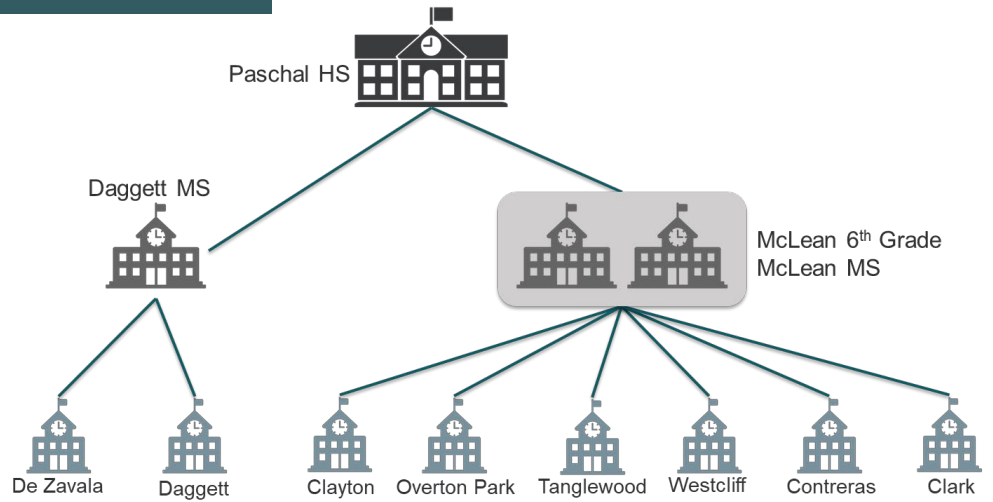 Paschal HS
Daggett MS
McLean 6th Grade
McLean MS
De Zavala
Daggett
Clayton
Overton Park
Tanglewood
Westcliff
Contreras
Clark